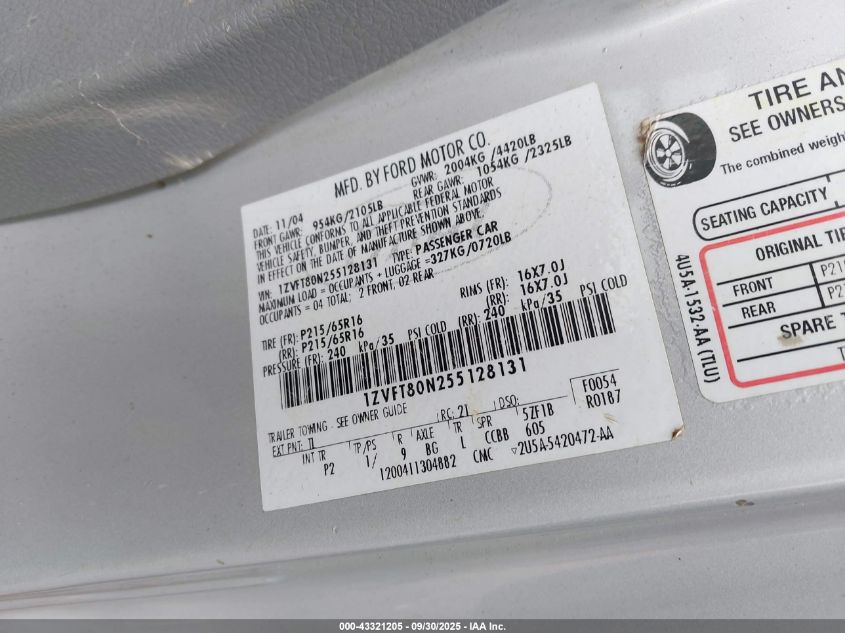 MFD. BY FORD MOTOR CO.
DATE: 11/04 GVWR: 2004KG /4420LB
FRONT GAWR: 954KG/2105LB REAR GAWR: 1054KG /2325LB
THIS VEHICLE CONFORMS TO ALL APPLICABLE FEDERAL MOTOR
VEHICLE SAFETY, BUMPER, AND THEFT PREVENTION STANDARDS
IN EFFECT ON THE DATE OF MANUFACTURE SHOWN ABOVE.
VIN: 1ZVFT80N255128131 TYPE: PASSENGER CAR
MAXIMUM LOAD = OCCUPANTS + LUGGAGE =327KG/0720LB
OCCUPANTS = 04 TOTAL; 2 FRONT, 02 REAR
TIRE (FR): P215/65R16 RIMS (FR): 16X7.0J
(RR): P215/65R16 (RR): 16X7.0J
PRESSURE (FR): 240 kPa/35 PSI COLD (RR): 240 kPa/35 PSI COLD
1ZVFT80N255128131
F0054
R0187
TRAILER TOWING - SEE OWNER GUIDE
EXT PNT: TL RC: 21 DSO:
INT TR TP/PS R AXLE TR SPR 5ZF1B
P2 1/ 9 BG L CCBB 605
1200411304882 CMC ▽2U5A-5420472-AA
TIRE AN
SEE OWNERS
The combined weigh
SEATING CAPACITY
ORIGINAL TIR
FRONT P21
REAR P2
SPARE T
4U5A-1532-AA (TLU)
000-43321205 - 09/30/2025 - IAA Inc.